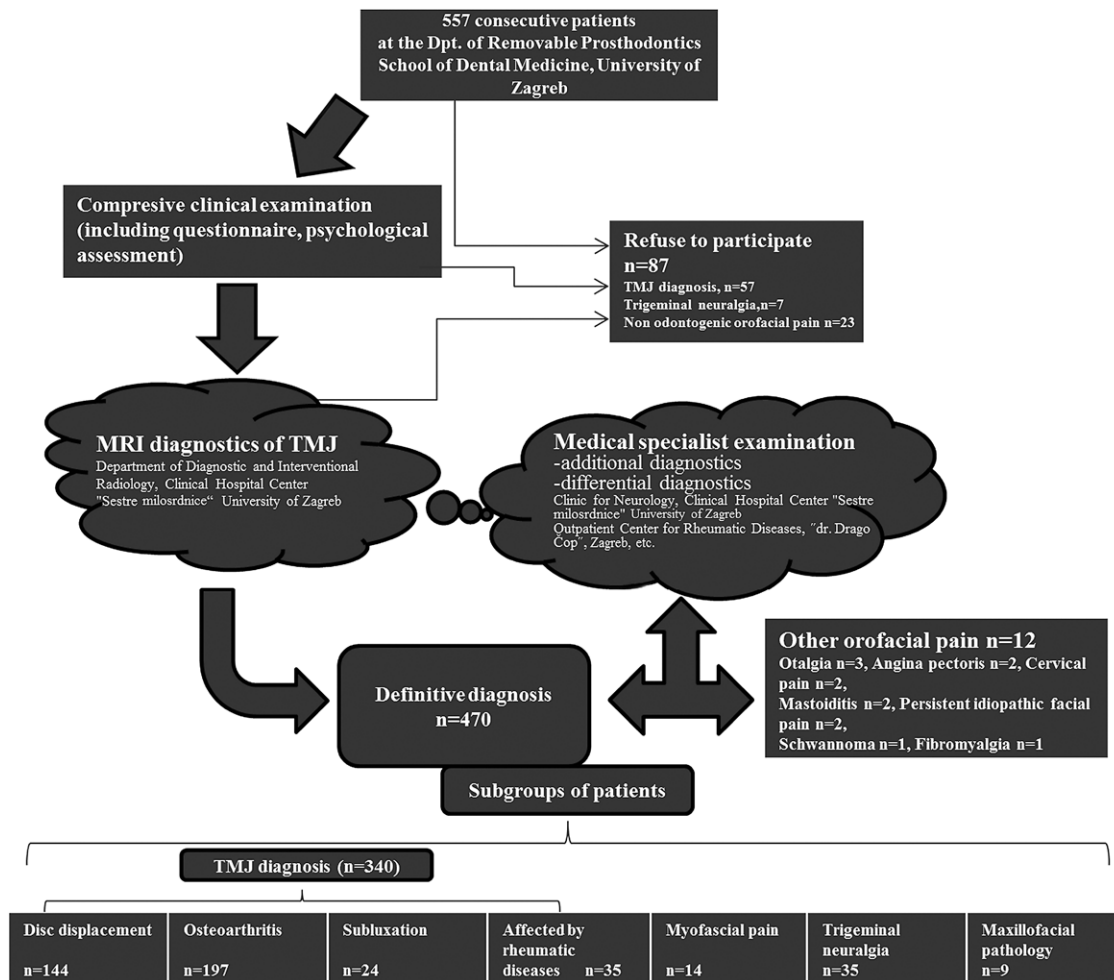 557 consecutive patients
at the Dpt. of Removable Prosthodontics
School of Dental Medicine, University of
Zagreb
Compresive clinical examination
(including questionnaire, psychological
assessment)
Refuse to participate
n=87
TMJ diagnosis, n=57
Trigeminal neuralgia,n=7
Non odontogenic orofacial pain n=23
MRI diagnostics of TMJ
Department of Diagnostic and Interventional
Radiology, Clinical Hospital Center
"Sestre milosrdnice“ University of Zagreb
Medical specialist examination
-additional diagnostics
-differential diagnostics
Clinic for Neurology, Clinical Hospital Center "Sestre
milosrdnice" University of Zagreb
Outpatient Center for Rheumatic Diseases, ˝dr. Drago
Čop˝, Zagreb, etc.
Other orofacial pain n=12
Otalgia n=3, Angina pectoris n=2, Cervical
pain n=2,
Mastoiditis n=2, Persistent idiopathic facial
pain n=2,
Schwannoma n=1, Fibromyalgia n=1
Definitive diagnosis
n=470
Subgroups of patients
TMJ diagnosis (n=340)
Disc displacement
n=144
Osteoarthritis
n=197
Subluxation
n=24
Affected by
rheumatic
diseases n=35
Myofascial pain
n=14
Trigeminal
neuralgia
n=35
Maxillofacial
pathology
n=9